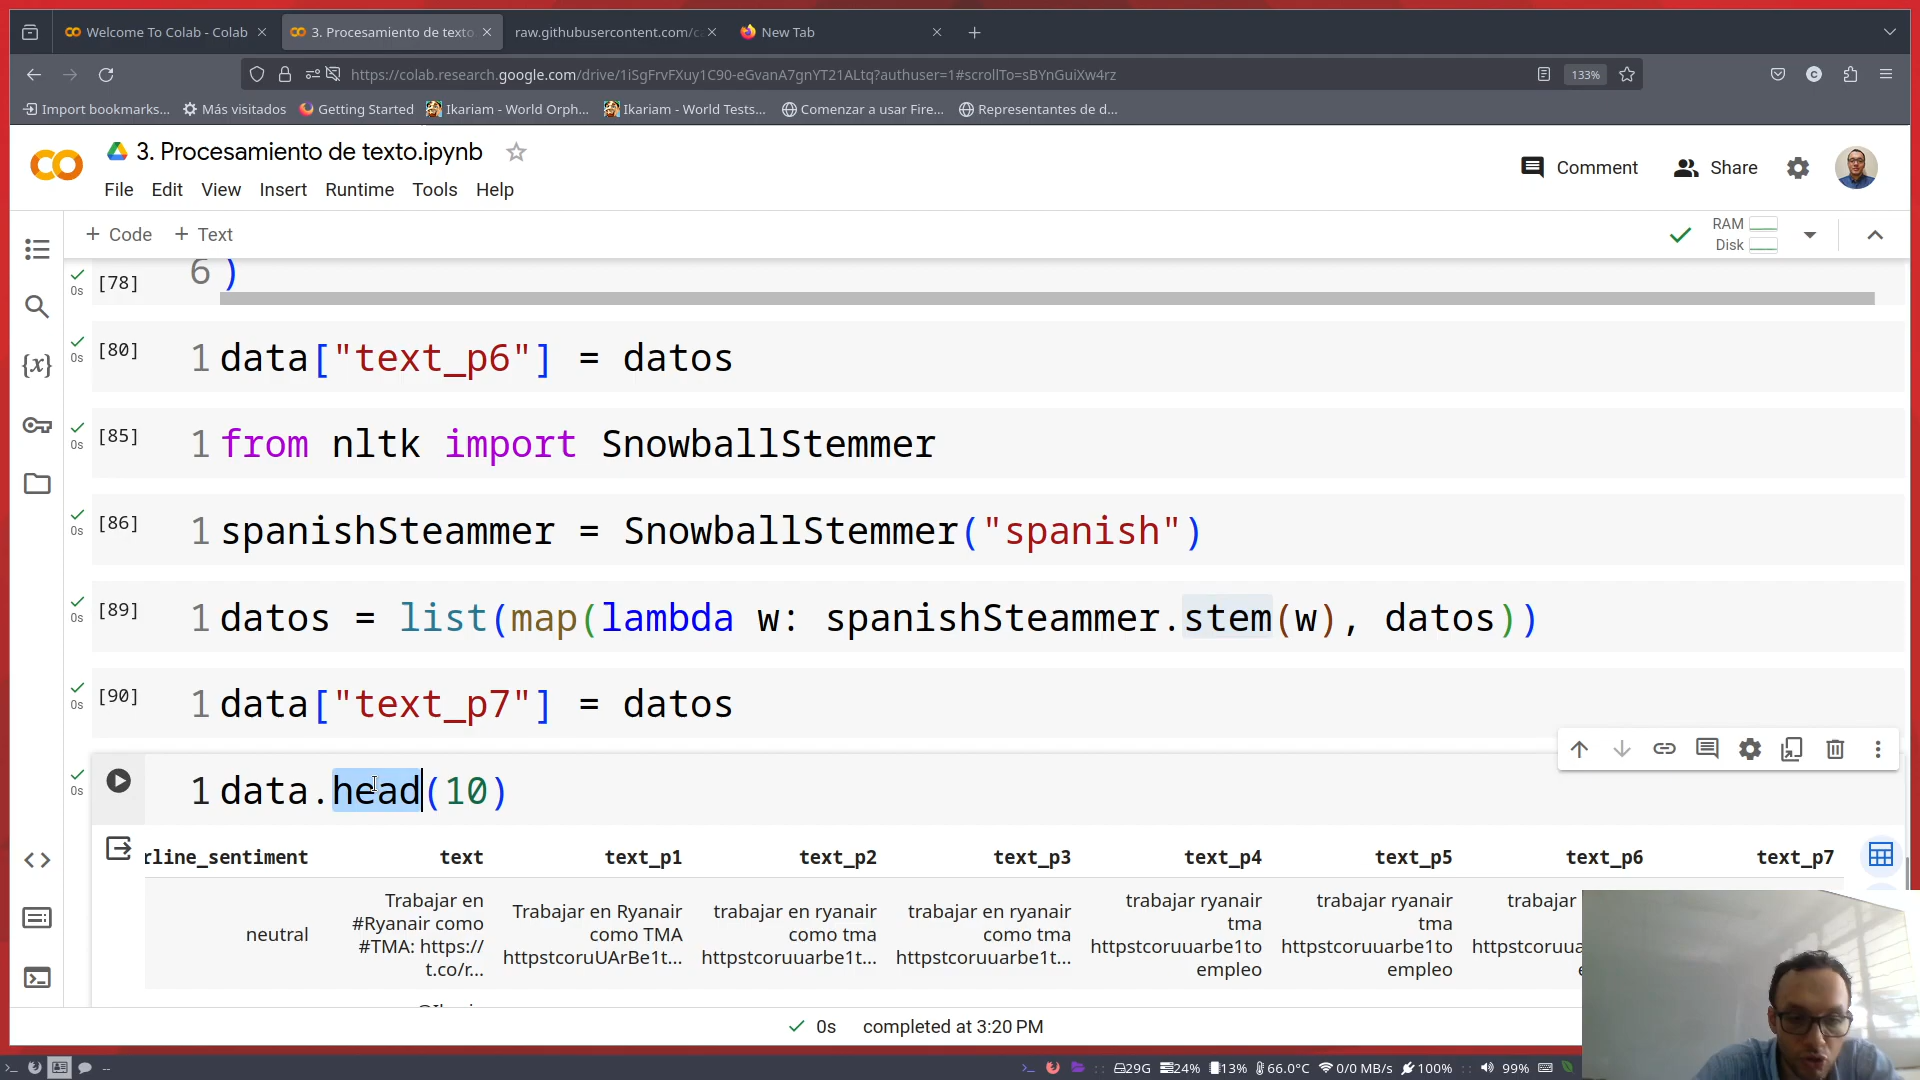 Welcome To Colab - Colab
3. Procesamiento de texto
raw.githubusercontent.com/c
New Tab
https://colab.research.google.com/drive/1iSgFrvFXuy1C90-eGvanA7gnYT21ALtq?authuser=1#scrollTo=sBYnGuiXw4rz
133%
Import bookmarks...
Más visitados
Getting Started
Ikariam - World Orph...
Ikariam - World Tests...
Comenzar a usar Fire...
Representantes de d...
3. Procesamiento de texto.ipynb
Comment
Share
File Edit View Insert Runtime Tools Help
+ Code + Text
RAM
Disk
0s [78] 6 )
0s [80] 1 data["text_p6"] = datos
0s [85] 1 from nltk import SnowballStemmer
0s [86] 1 spanishSteammer = SnowballStemmer("spanish")
0s [89] 1 datos = list(map(lambda w: spanishSteammer.stem(w), datos))
0s [90] 1 data["text_p7"] = datos
0s 1 data.head(10)
rline_sentiment text text_p1 text_p2 text_p3 text_p4 text_p5 text_p6 text_p7
neutral
Trabajar en
#Ryanair como
#TMA: https://
t.co/r...
Trabajar en Ryanair
como TMA
httpstcoruUArBe1t...
trabajar en ryanair
como tma
httpstcoruuarbe1t...
trabajar en ryanair
como tma
httpstcoruuarbe1t...
trabajar ryanair
tma
httpstcoruuarbe1to
empleo
trabajar ryanair
tma
httpstcoruuarbe1to
empleo
trabajar
httpstcoruuarbe
0s completed at 3:20 PM
29G 24% 13% 66.0°C 0/0 MB/s 100% 99%